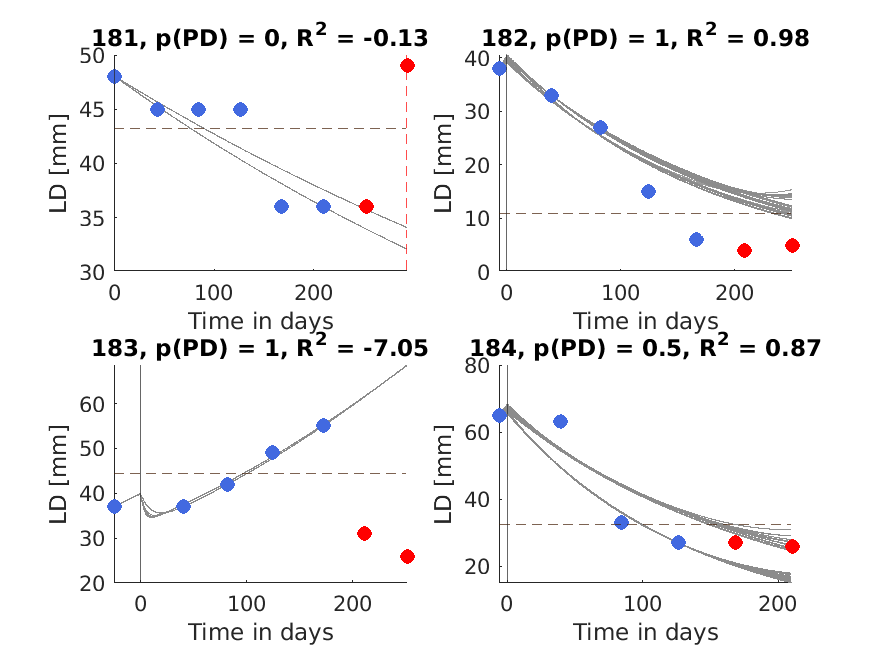 181, p(PD) = 0, R² = -0.13
50
45
40
35
30
LD [mm]
0
100
200
Time in days
182, p(PD) = 1, R² = 0.98
40
30
20
10
0
LD [mm]
0
100
200
Time in days
183, p(PD) = 1, R² = -7.05
60
50
40
30
20
LD [mm]
0
100
200
Time in days
184, p(PD) = 0.5, R² = 0.87
80
60
40
20
LD [mm]
0
100
200
Time in days